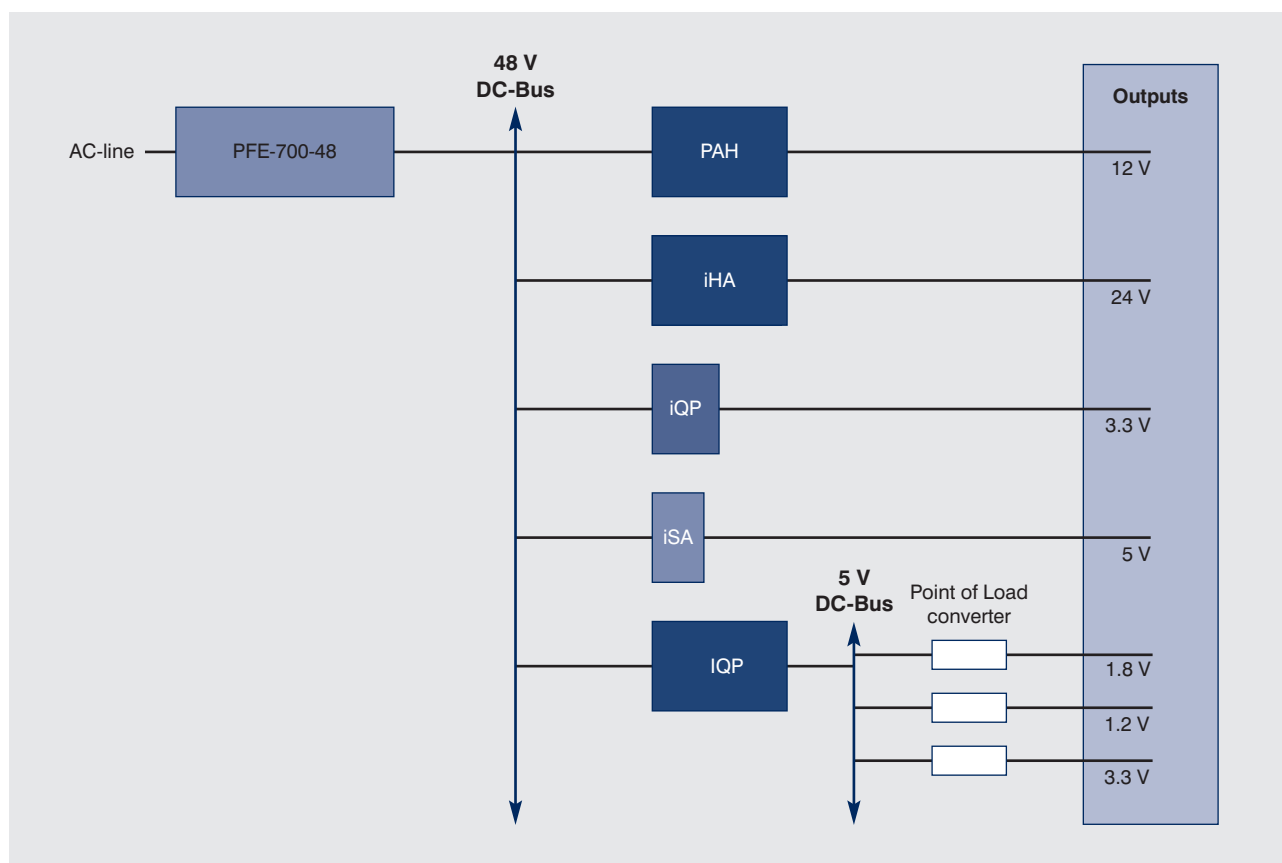 48 V
DC-Bus
Outputs
AC-line
PFE-700-48
PAH
12 V
iHA
24 V
iQP
3.3 V
iSA
5 V
5 V
DC-Bus
Point of Load
converter
IQP
1.8 V
1.2 V
3.3 V